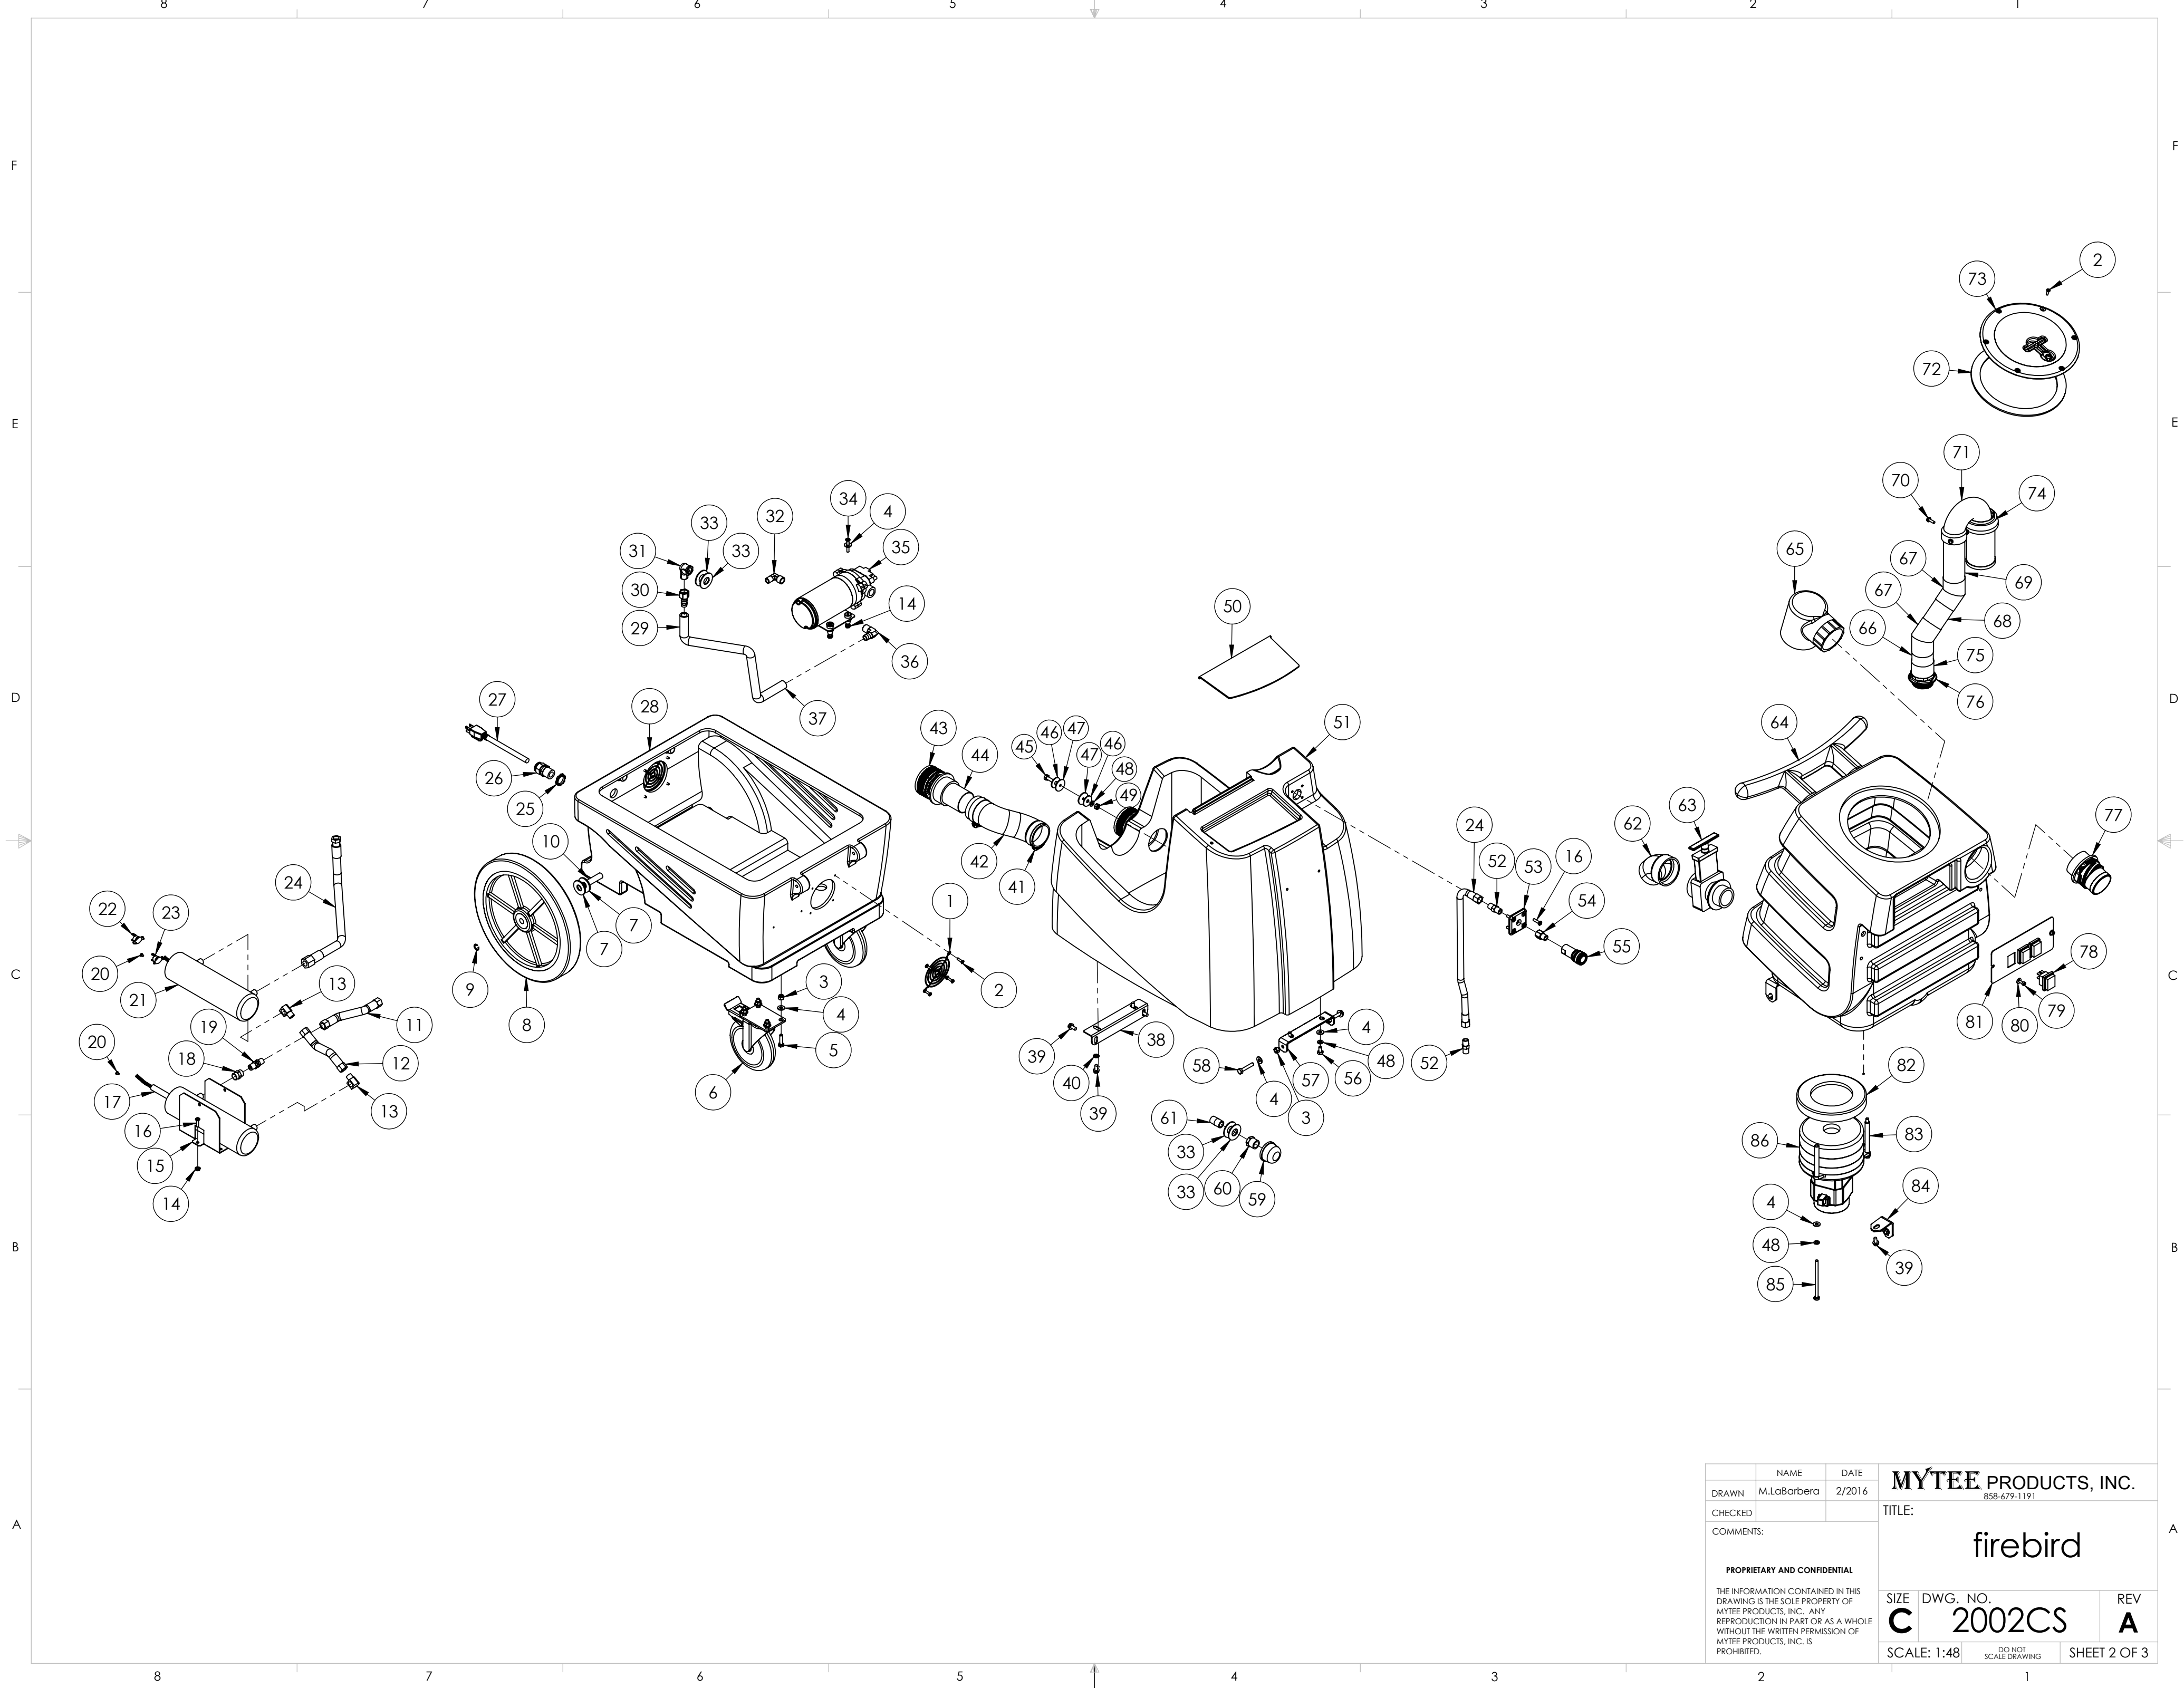 8 7 6 5 4 3 2 1
F F
2
73
72
E E
71
70 74
34
33 32 4
31 33 35 65
67
30 69
67
14 50
29 66 68
36 75
D 27 28 37 43 76 D
46 47 51 64
45 47 46
44 48
26 49
25 63 77
24 62
10 42 52 53 16
41
24
22 23 1 54
7 55
20 7
C 21 13 9 3 2 78 C
19 11 8 4 79
20 18 38 4 81 80
12 5 39 48
17 6 58 57 56 52 82
40
13 4 3
16 39 61 83
86
15 33
14 33 60 59 84
4
B 48 B
39
85
NAME DATE
DRAWN M.LaBarbera 2/2016
CHECKED
COMMENTS:
PROPRIETARY AND CONFIDENTIAL
THE INFORMATION CONTAINED IN THIS
DRAWING IS THE SOLE PROPERTY OF
MYTEE PRODUCTS, INC. ANY
REPRODUCTION IN PART OR AS A WHOLE
WITHOUT THE WRITTEN PERMISSION OF
MYTEE PRODUCTS, INC. IS
PROHIBITED.
MYTEE PRODUCTS, INC.
858-679-1191
TITLE:
A A
firebird
SIZE DWG. NO. REV
C 2002CS A
SCALE: 1:48 DO NOT
SCALE DRAWING SHEET 2 OF 3
8 7 6 5 4 3 2 1